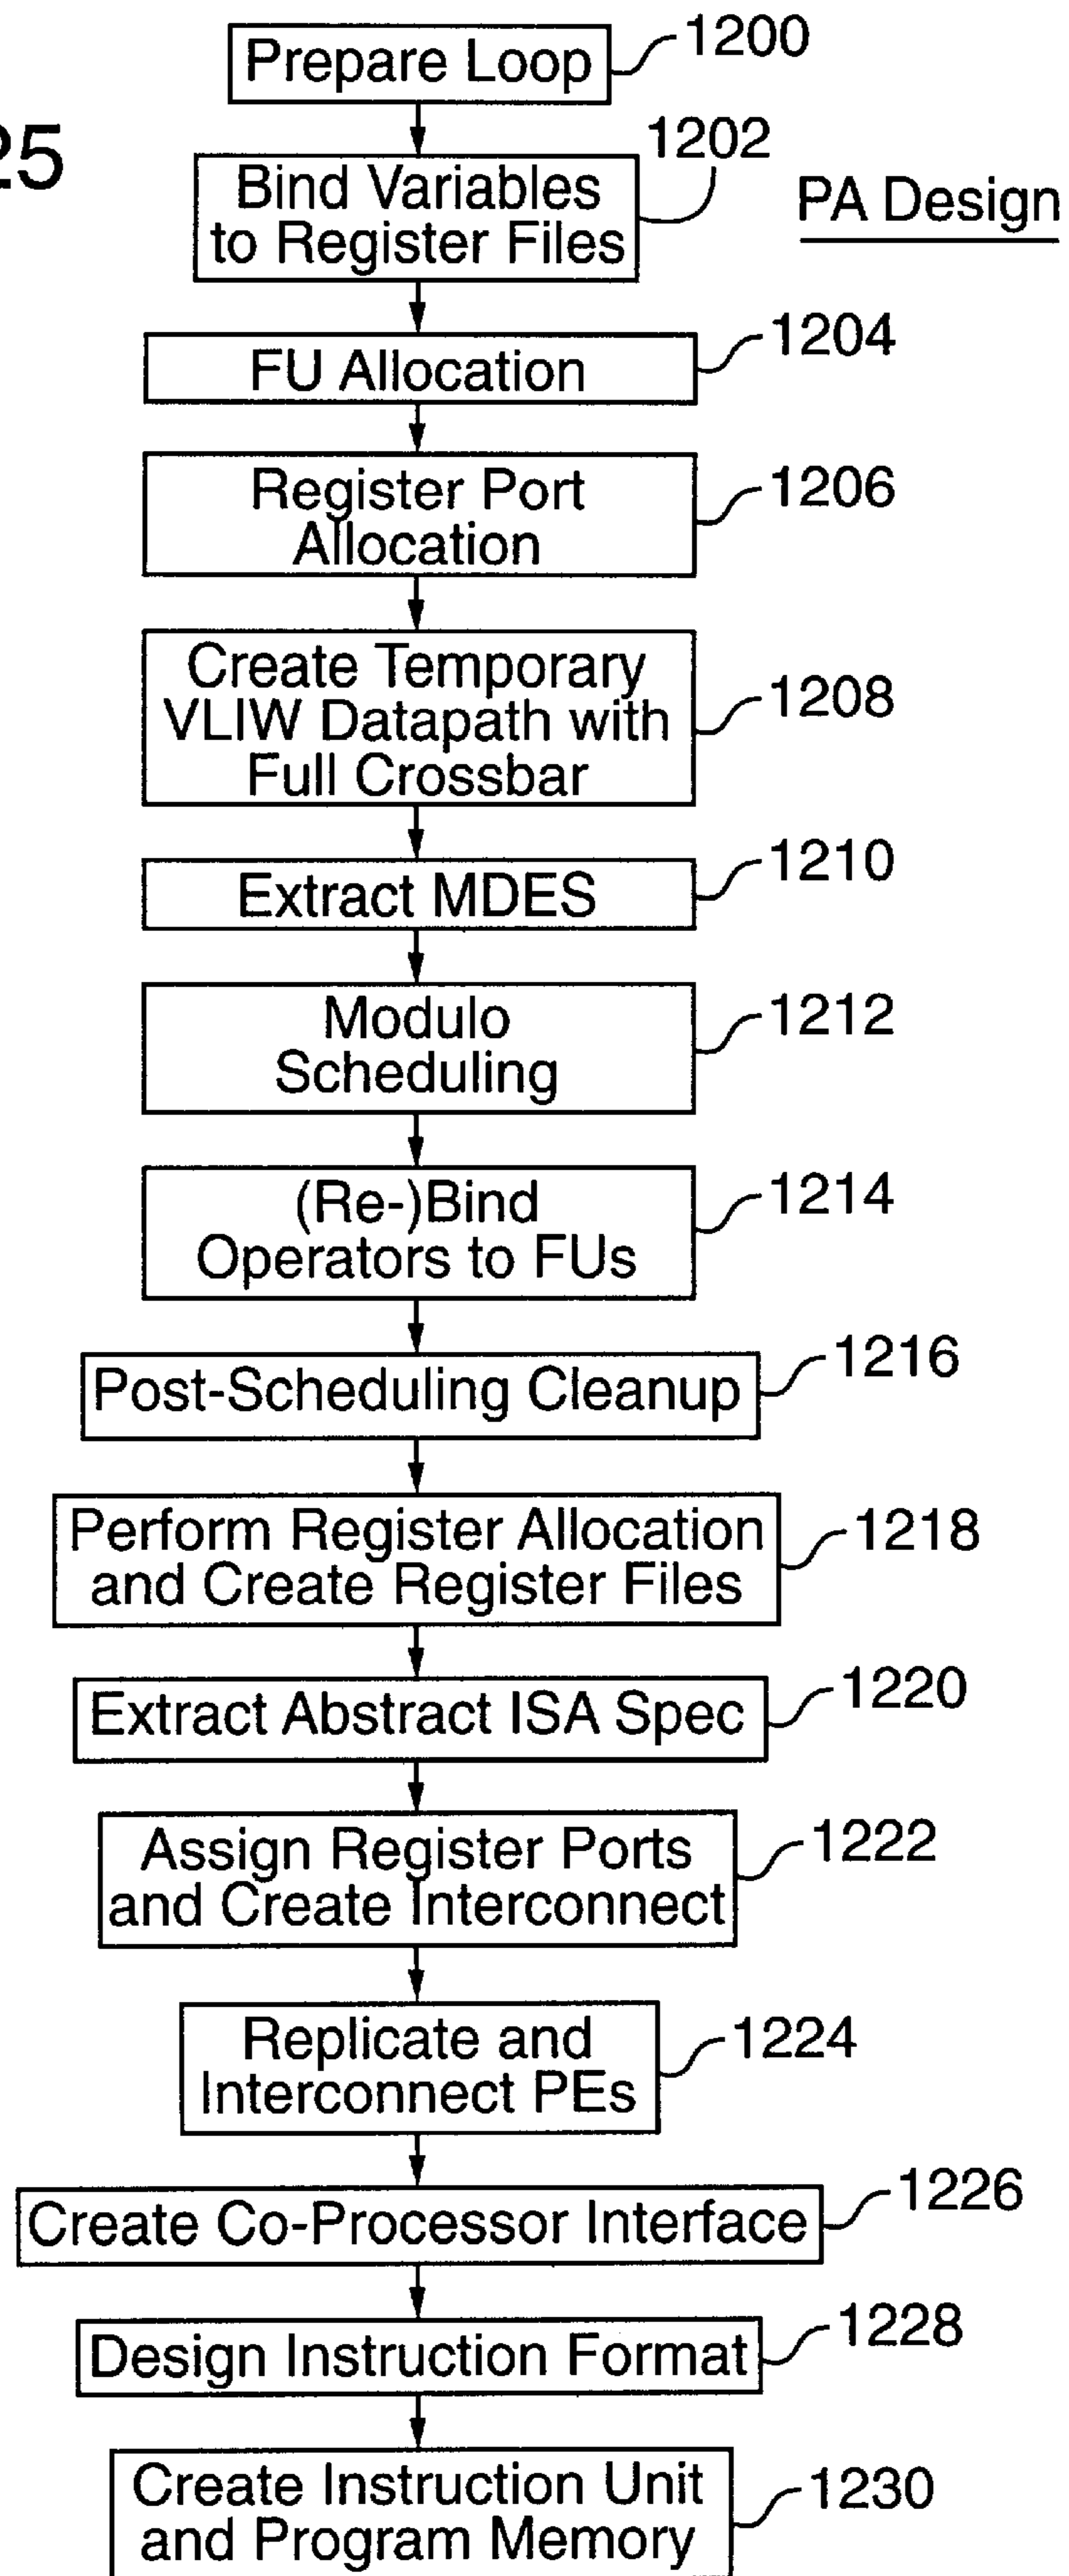 Prepare Loop
1200
25
1202
Bind Variables
to Register Files
PA Design
FU Allocation
1204
Register Port
Allocation
1206
Create Temporary
VLIW Datapath with
Full Crossbar
1208
Extract MDES
1210
Modulo
Scheduling
1212
(Re-)Bind
Operators to FUs
1214
Post-Scheduling Cleanup
1216
Perform Register Allocation
and Create Register Files
1218
Extract Abstract ISA Spec
1220
Assign Register Ports
and Create Interconnect
1222
Replicate and
Interconnect PEs
1224
Create Co-Processor Interface
1226
Design Instruction Format
1228
Create Instruction Unit
and Program Memory
1230